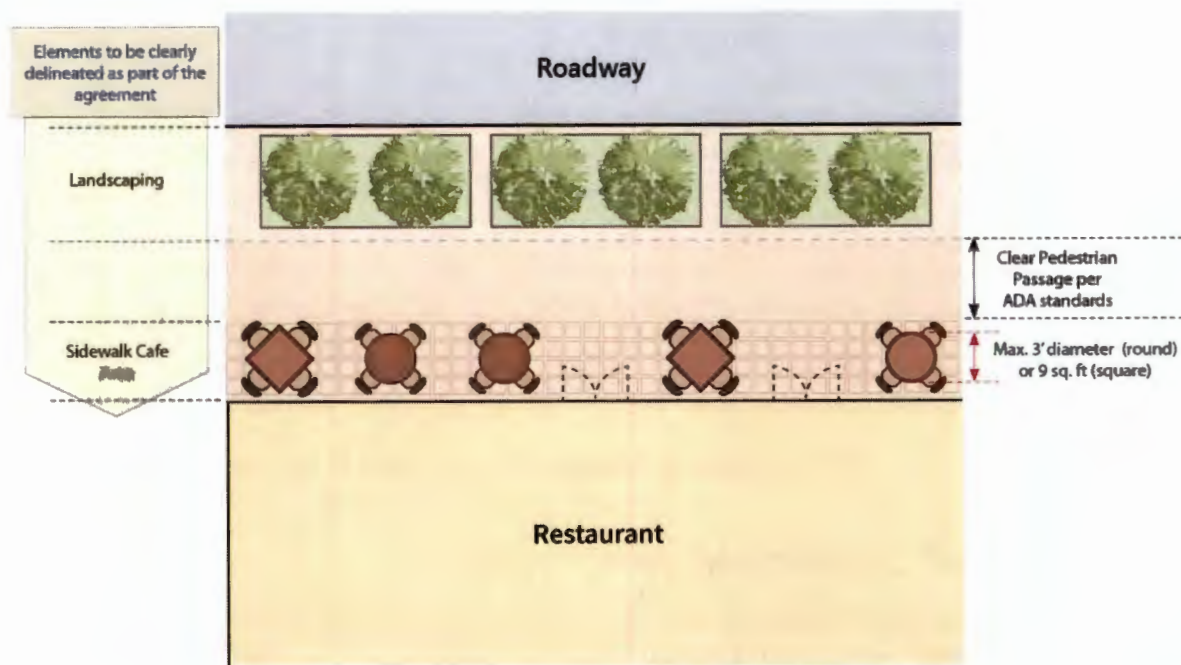 Elements to be clearly
delineated as part of the
agreement
Roadway
Landscaping
Clear Pedestrian
Passage per
ADA standards
Sidewalk Cafe
Max. 3' diameter (round)
or 9 sq. ft (square)
Restaurant